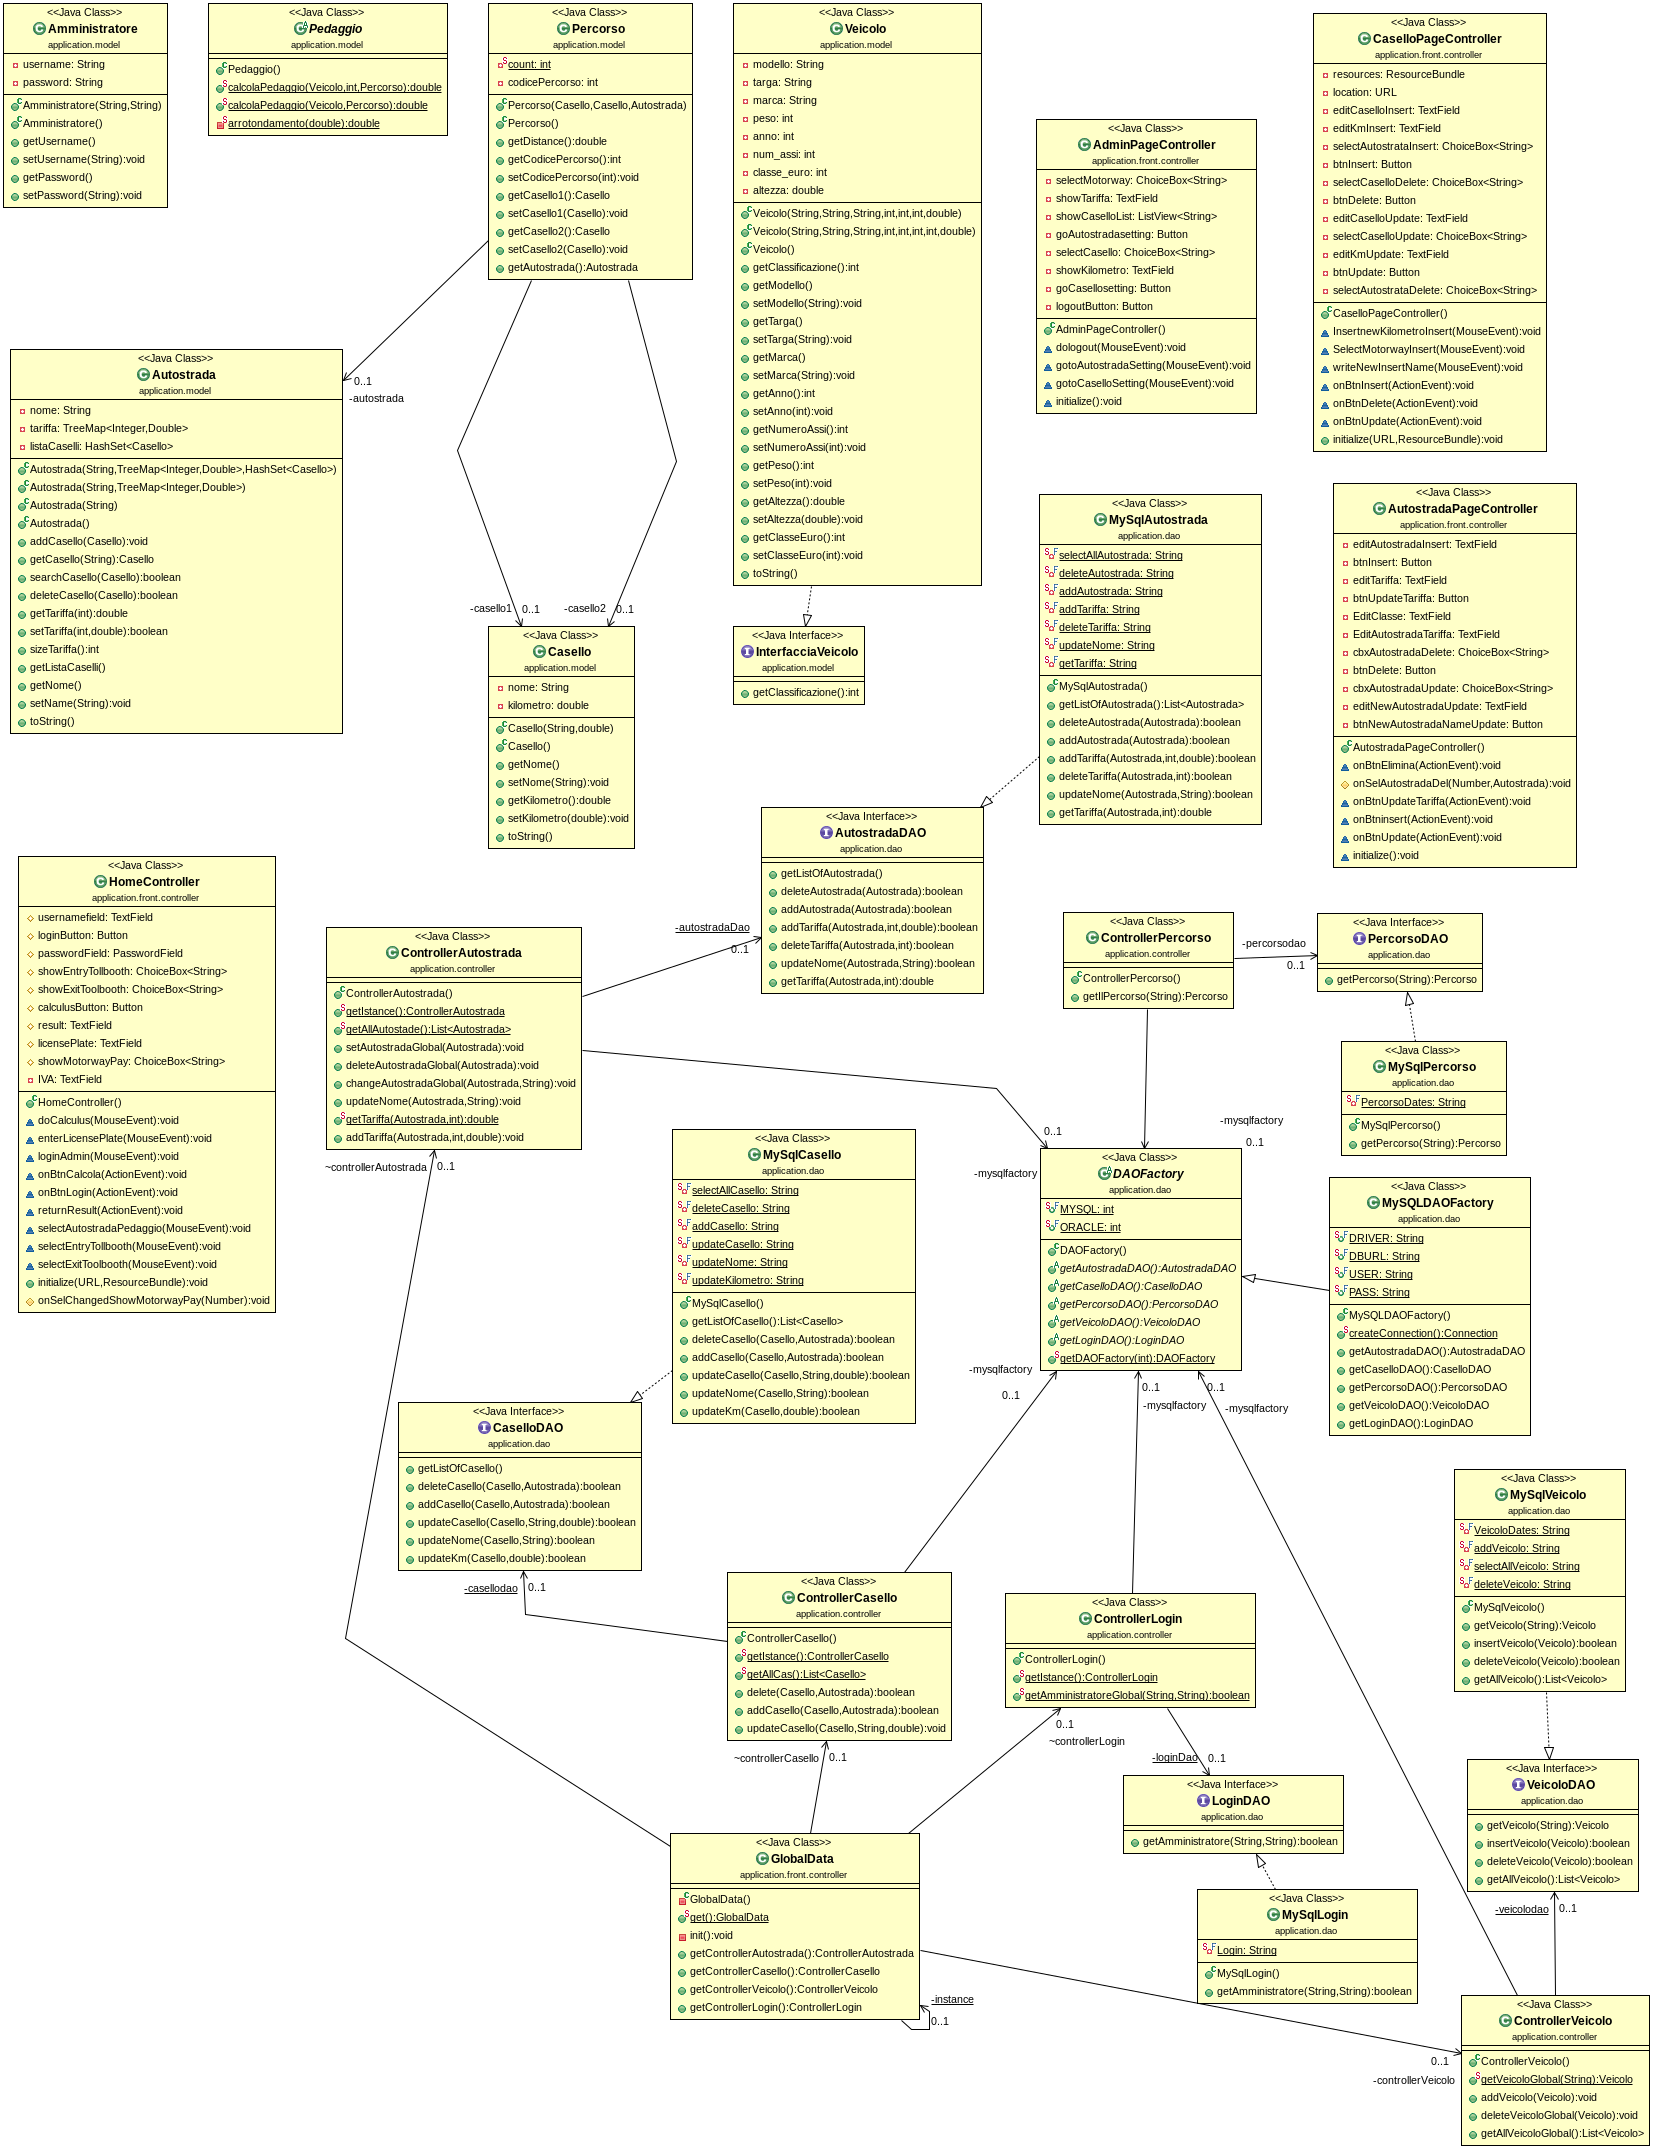 <<Java Class>>
Amministratore
application.model
username: String
password: String
Amministratore(String,String)
Amministratore()
getUsername()
setUsername(String):void
getPassword()
setPassword(String):void
<<Java Class>>
Pedaggio
application.model
Pedaggio()
calcolaPedaggio(Veicolo,int,Percorso):double
calcolaPedaggio(Veicolo,Percorso):double
arrotondamento(double):double
<<Java Class>>
Percorso
application.model
count: int
codicePercorso: int
Percorso(Casello,Casello,Autostrada)
Percorso()
getDistance():double
getCodicePercorso():int
setCodicePercorso(int):void
getCasello1():Casello
setCasello1(Casello):void
getCasello2():Casello
setCasello2(Casello):void
getAutostrada():Autostrada
<<Java Class>>
Veicolo
application.model
modello: String
targa: String
marca: String
peso: int
anno: int
num_assi: int
classe_euro: int
altezza: double
Veicolo(String,String,String,int,int,int,double)
Veicolo(String,String,String,int,int,int,int,double)
Veicolo()
getClassificazione():int
getModello()
setModello(String):void
getTarga()
setTarga(String):void
getMarca()
setMarca(String):void
getAnno():int
setAnno(int):void
getNumeroAssi():int
setNumeroAssi(int):void
getPeso():int
setPeso(int):void
getAltezza():double
setAltezza(double):void
getClasseEuro():int
setClasseEuro(int):void
toString()
<<Java Class>>
AdminPageController
application.front.controller
selectMotorway: ChoiceBox<String>
showTariffa: TextField
showCaselloList: ListView<String>
goAutostradasetting: Button
selectCasello: ChoiceBox<String>
showKilometro: TextField
goCasellosetting: Button
logoutButton: Button
AdminPageController()
dologout(MouseEvent):void
gotoAutostradaSetting(MouseEvent):void
gotoCaselloSetting(MouseEvent):void
initialize():void
<<Java Class>>
CaselloPageController
application.front.controller
resources: ResourceBundle
location: URL
editCaselloInsert: TextField
editKmInsert: TextField
selectAutostrataInsert: ChoiceBox<String>
btnInsert: Button
selectCaselloDelete: ChoiceBox<String>
btnDelete: Button
editCaselloUpdate: TextField
selectCaselloUpdate: ChoiceBox<String>
editKmUpdate: TextField
btnUpdate: Button
selectAutostrataDelete: ChoiceBox<String>
CaselloPageController()
InsertnewKilometroInsert(MouseEvent):void
SelectMotorwayInsert(MouseEvent):void
writeNewInsertName(MouseEvent):void
onBtnInsert(ActionEvent):void
onBtnDelete(ActionEvent):void
onBtnUpdate(ActionEvent):void
initialize(URL,ResourceBundle):void
0..1
-autostrada
<<Java Class>>
Autostrada
application.model
nome: String
tariffa: TreeMap<Integer,Double>
listaCaselli: HashSet<Casello>
Autostrada(String,TreeMap<Integer,Double>,HashSet<Casello>)
Autostrada(String,TreeMap<Integer,Double>)
Autostrada(String)
Autostrada()
addCasello(Casello):void
getCasello(String):Casello
searchCasello(Casello):boolean
deleteCasello(Casello):boolean
getTariffa(int):double
setTariffa(int,double):boolean
sizeTariffa():int
getListaCaselli()
getNome()
setName(String):void
toString()
-casello1
0..1
-casello2
0..1
<<Java Class>>
Casello
application.model
nome: String
kilometro: double
Casello(String,double)
Casello()
getNome()
setNome(String):void
getKilometro():double
setKilometro(double):void
toString()
<<Java Interface>>
InterfacciaVeicolo
application.model
getClassificazione():int
<<Java Class>>
MySqlAutostrada
application.dao
selectAllAutostrada: String
deleteAutostrada: String
addAutostrada: String
addTariffa: String
deleteTariffa: String
updateNome: String
getTariffa: String
MySqlAutostrada()
getListOfAutostrada():List<Autostrada>
deleteAutostrada(Autostrada):boolean
addAutostrada(Autostrada):boolean
addTariffa(Autostrada,int,double):boolean
deleteTariffa(Autostrada,int):boolean
updateNome(Autostrada,String):boolean
getTariffa(Autostrada,int):double
<<Java Class>>
AutostradaPageController
application.front.controller
editAutostradaInsert: TextField
btnInsert: Button
editTariffa: TextField
btnUpdateTariffa: Button
EditClasse: TextField
EditAutostradaTariffa: TextField
cbxAutostradaDelete: ChoiceBox<String>
btnDelete: Button
cbxAutostradaUpdate: ChoiceBox<String>
editNewAutostradaUpdate: TextField
btnNewAutostradaNameUpdate: Button
AutostradaPageController()
onBtnElimina(ActionEvent):void
onSelAutostradaDel(Number,Autostrada):void
onBtnUpdateTariffa(ActionEvent):void
onBtninsert(ActionEvent):void
onBtnUpdate(ActionEvent):void
initialize():void
<<Java Interface>>
AutostradaDAO
application.dao
getListOfAutostrada()
deleteAutostrada(Autostrada):boolean
addAutostrada(Autostrada):boolean
addTariffa(Autostrada,int,double):boolean
deleteTariffa(Autostrada,int):boolean
updateNome(Autostrada,String):boolean
getTariffa(Autostrada,int):double
<<Java Class>>
HomeController
application.front.controller
usernamefield: TextField
loginButton: Button
passwordField: PasswordField
showEntryTollbooth: ChoiceBox<String>
showExitToolbooth: ChoiceBox<String>
calculusButton: Button
result: TextField
licensePlate: TextField
showMotorwayPay: ChoiceBox<String>
IVA: TextField
HomeController()
doCalculus(MouseEvent):void
enterLicensePlate(MouseEvent):void
loginAdmin(MouseEvent):void
onBtnCalcola(ActionEvent):void
onBtnLogin(ActionEvent):void
returnResult(ActionEvent):void
selectAutostradaPedaggio(MouseEvent):void
selectEntryTollbooth(MouseEvent):void
selectExitToolbooth(MouseEvent):void
initialize(URL,ResourceBundle):void
onSelChangedShowMotorwayPay(Number):void
<<Java Class>>
ControllerAutostrada
application.controller
ControllerAutostrada()
getIstance():ControllerAutostrada
getAllAutostade():List<Autostrada>
setAutostradaGlobal(Autostrada):void
deleteAutostradaGlobal(Autostrada):void
changeAutostradaGlobal(Autostrada,String):void
updateNome(Autostrada,String):void
getTariffa(Autostrada,int):double
addTariffa(Autostrada,int,double):void
-autostradaDao
0..1
<<Java Class>>
ControllerPercorso
application.controller
ControllerPercorso()
getIlPercorso(String):Percorso
-percorsodao
0..1
<<Java Interface>>
PercorsoDAO
application.dao
getPercorso(String):Percorso
<<Java Class>>
MySqlPercorso
application.dao
PercorsoDates: String
MySqlPercorso()
getPercorso(String):Percorso
0..1
-mysqlfactory
-mysqlfactory
0..1
~controllerAutostrada
0..1
<<Java Class>>
MySqlCasello
application.dao
selectAllCasello: String
deleteCasello: String
addCasello: String
updateCasello: String
updateNome: String
updateKilometro: String
MySqlCasello()
getListOfCasello():List<Casello>
deleteCasello(Casello,Autostrada):boolean
addCasello(Casello,Autostrada):boolean
updateCasello(Casello,String,double):boolean
updateNome(Casello,String):boolean
updateKm(Casello,double):boolean
<<Java Class>>
DAOFactory
application.dao
MYSQL: int
ORACLE: int
DAOFactory()
getAutostradaDAO():AutostradaDAO
getCaselloDAO():CaselloDAO
getPercorsoDAO():PercorsoDAO
getVeicoloDAO():VeicoloDAO
getLoginDAO():LoginDAO
getDAOFactory(int):DAOFactory
<<Java Class>>
MySQLDAOFactory
application.dao
DRIVER: String
DBURL: String
USER: String
PASS: String
MySQLDAOFactory()
createConnection():Connection
getAutostradaDAO():AutostradaDAO
getCaselloDAO():CaselloDAO
getPercorsoDAO():PercorsoDAO
getVeicoloDAO():VeicoloDAO
getLoginDAO():LoginDAO
-mysqlfactory
0..1
0..1
-mysqlfactory
0..1
-mysqlfactory
<<Java Interface>>
CaselloDAO
application.dao
getListOfCasello()
deleteCasello(Casello,Autostrada):boolean
addCasello(Casello,Autostrada):boolean
updateCasello(Casello,String,double):boolean
updateNome(Casello,String):boolean
updateKm(Casello,double):boolean
-casellodao
0..1
<<Java Class>>
ControllerCasello
application.controller
ControllerCasello()
getIstance():ControllerCasello
getAllCas():List<Casello>
delete(Casello,Autostrada):boolean
addCasello(Casello,Autostrada):boolean
updateCasello(Casello,String,double):void
<<Java Class>>
ControllerLogin
application.controller
ControllerLogin()
getIstance():ControllerLogin
getAmministratoreGlobal(String,String):boolean
<<Java Class>>
MySqlVeicolo
application.dao
VeicoloDates: String
addVeicolo: String
selectAllVeicolo: String
deleteVeicolo: String
MySqlVeicolo()
getVeicolo(String):Veicolo
insertVeicolo(Veicolo):boolean
deleteVeicolo(Veicolo):boolean
getAllVeicolo():List<Veicolo>
~controllerCasello
0..1
0..1
~controllerLogin
-loginDao
0..1
<<Java Interface>>
LoginDAO
application.dao
getAmministratore(String,String):boolean
<<Java Interface>>
VeicoloDAO
application.dao
getVeicolo(String):Veicolo
insertVeicolo(Veicolo):boolean
deleteVeicolo(Veicolo):boolean
getAllVeicolo():List<Veicolo>
<<Java Class>>
GlobalData
application.front.controller
GlobalData()
get():GlobalData
init():void
getControllerAutostrada():ControllerAutostrada
getControllerCasello():ControllerCasello
getControllerVeicolo():ControllerVeicolo
getControllerLogin():ControllerLogin
-instance
0..1
<<Java Class>>
MySqlLogin
application.dao
Login: String
MySqlLogin()
getAmministratore(String,String):boolean
-veicolodao
0..1
0..1
-controllerVeicolo
<<Java Class>>
ControllerVeicolo
application.controller
ControllerVeicolo()
getVeicoloGlobal(String):Veicolo
addVeicolo(Veicolo):void
deleteVeicoloGlobal(Veicolo):void
getAllVeicoloGlobal():List<Veicolo>